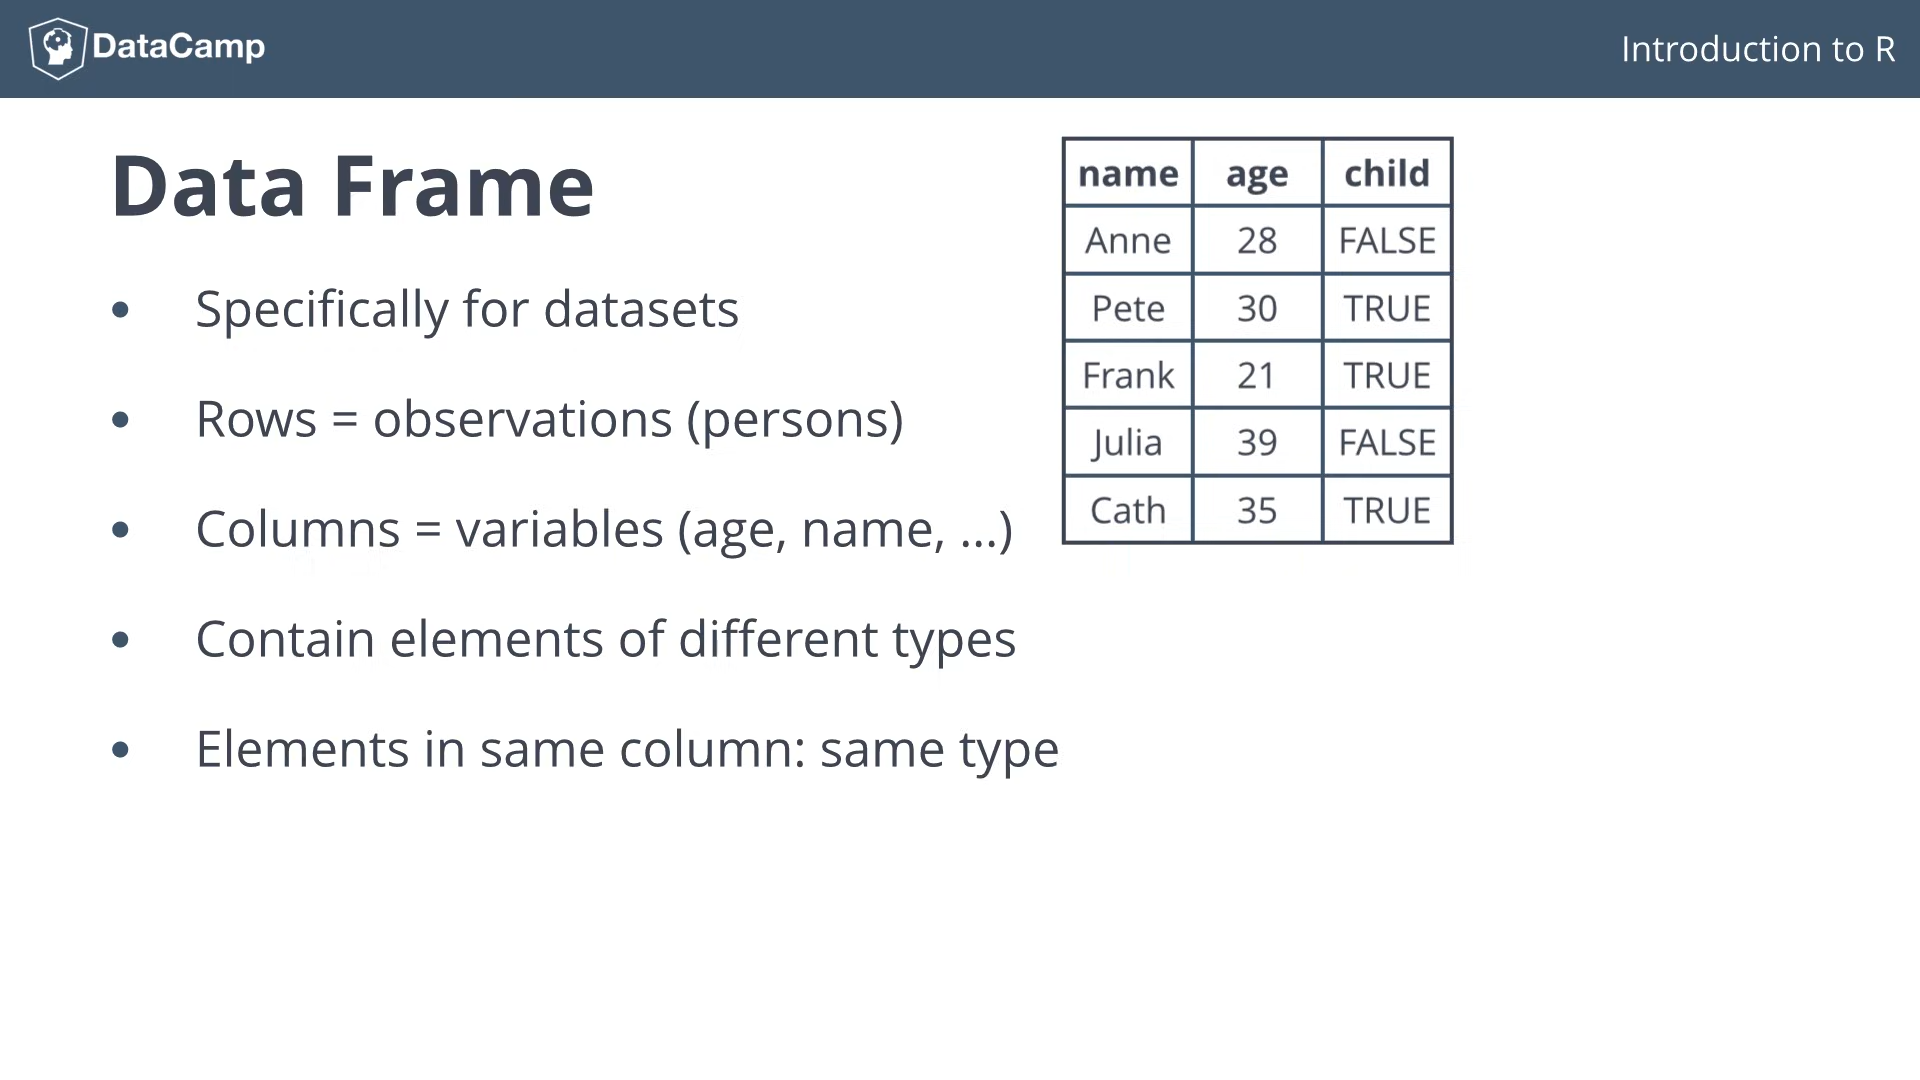 DataCamp
Introduction to R
Data Frame
• Specifically for datasets
• Rows = observations (persons)
• Columns = variables (age, name, ...)
• Contain elements of different types
• Elements in same column: same type
name age child
Anne 28 FALSE
Pete 30 TRUE
Frank 21 TRUE
Julia 39 FALSE
Cath 35 TRUE